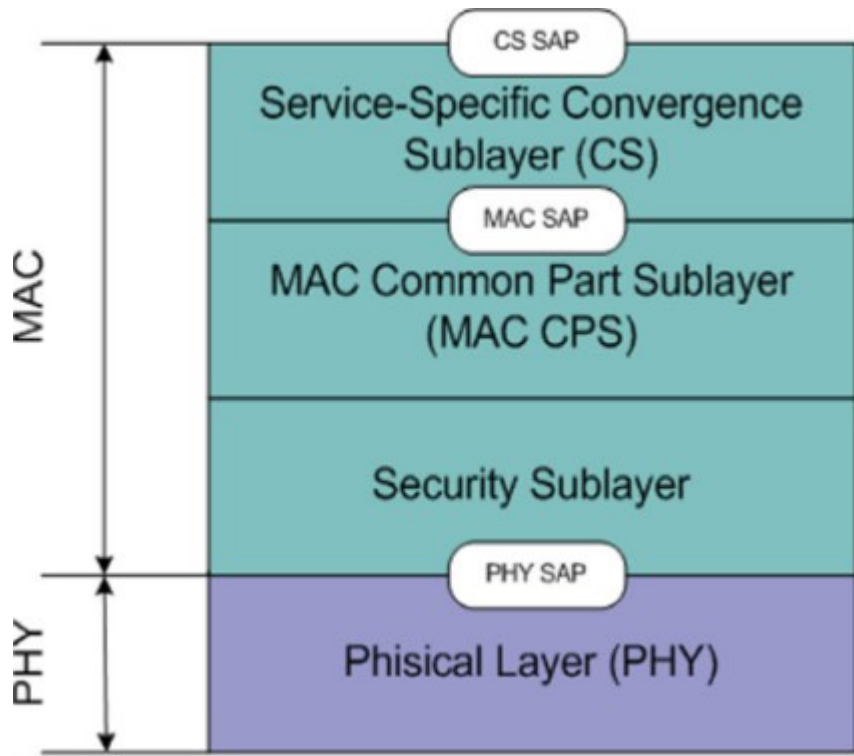 CS SAP
Service-Specific Convergence
Sublayer (CS)
MAC SAP
MAC Common Part Sublayer
(MAC CPS)
Security Sublayer
PHY SAP
Phisical Layer (PHY)
MAC
PHY